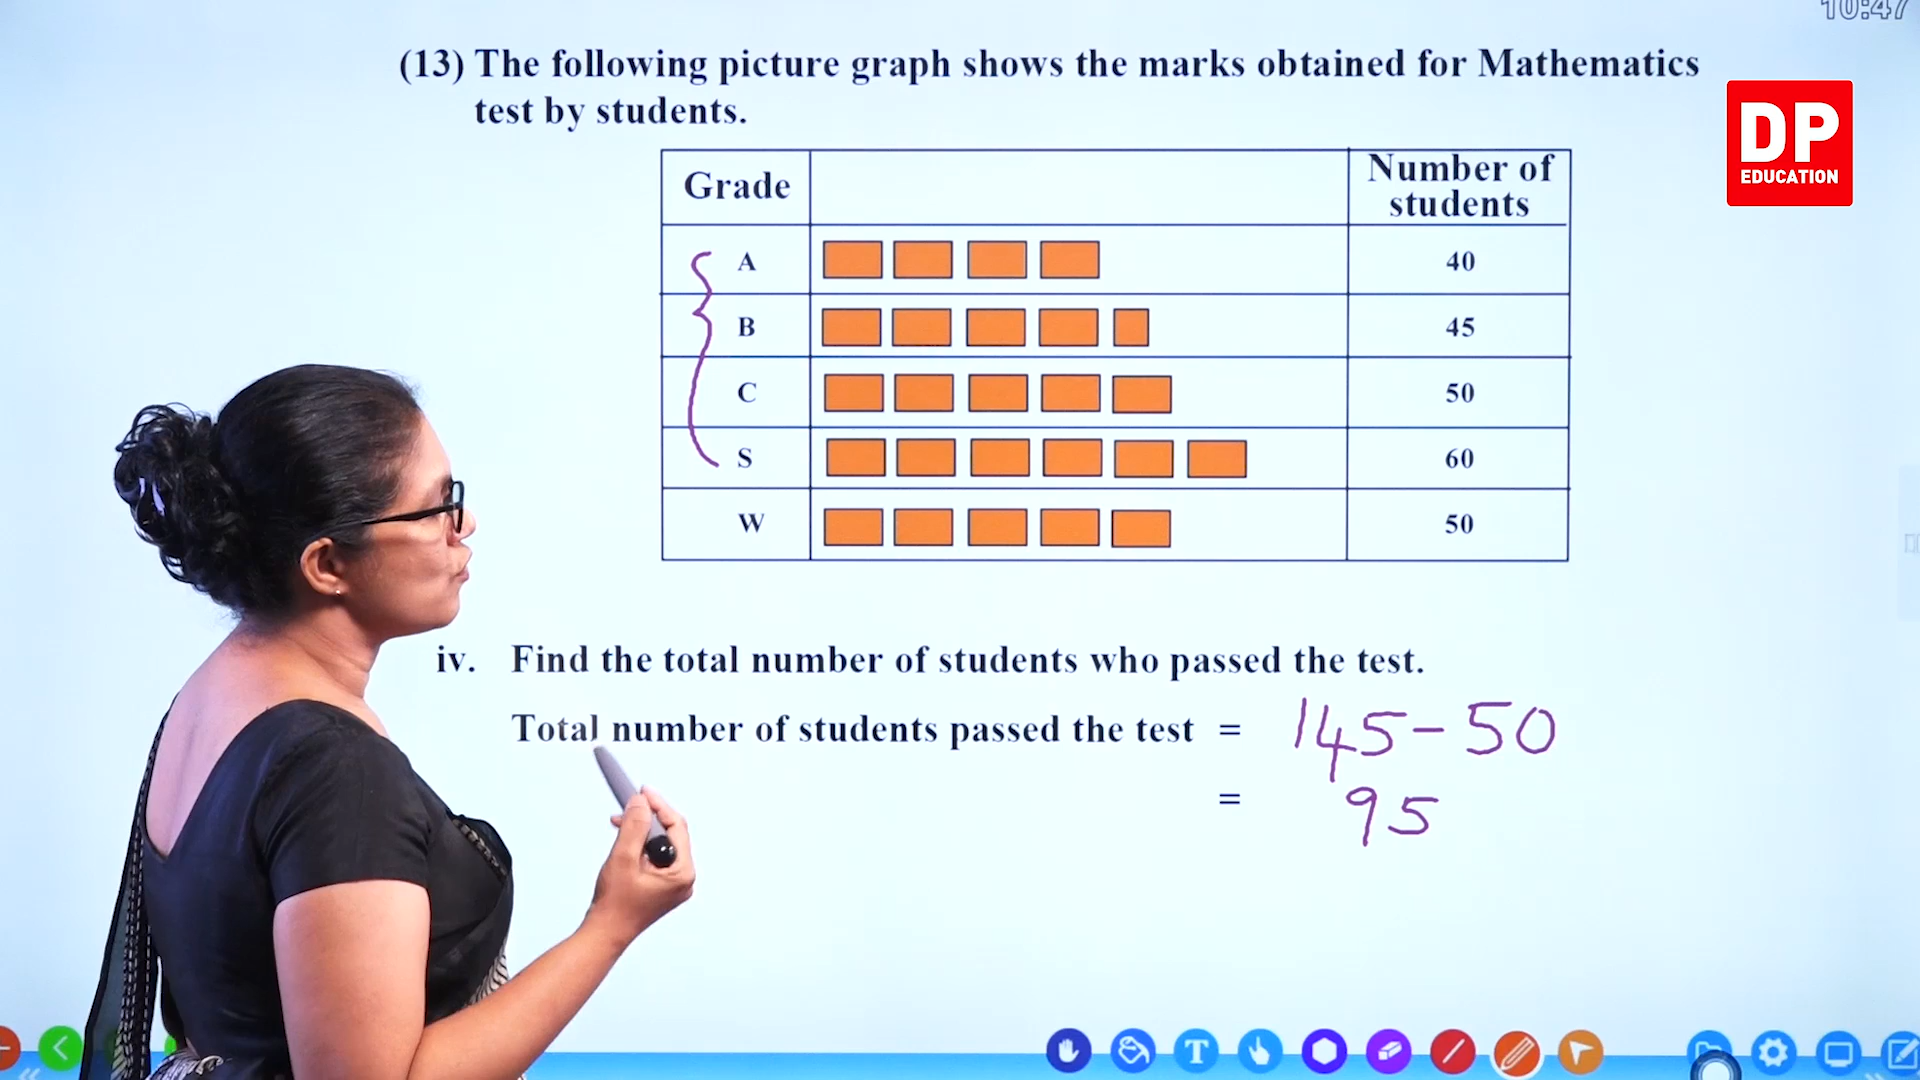 10:47
(13) The following picture graph shows the marks obtained for Mathematics
test by students.
DP
EDUCATION
Grade
Number of
students
A 40
B 45
C 50
S 60
W 50
iv. Find the total number of students who passed the test.
Total number of students passed the test = 145 - 50
= 95
T